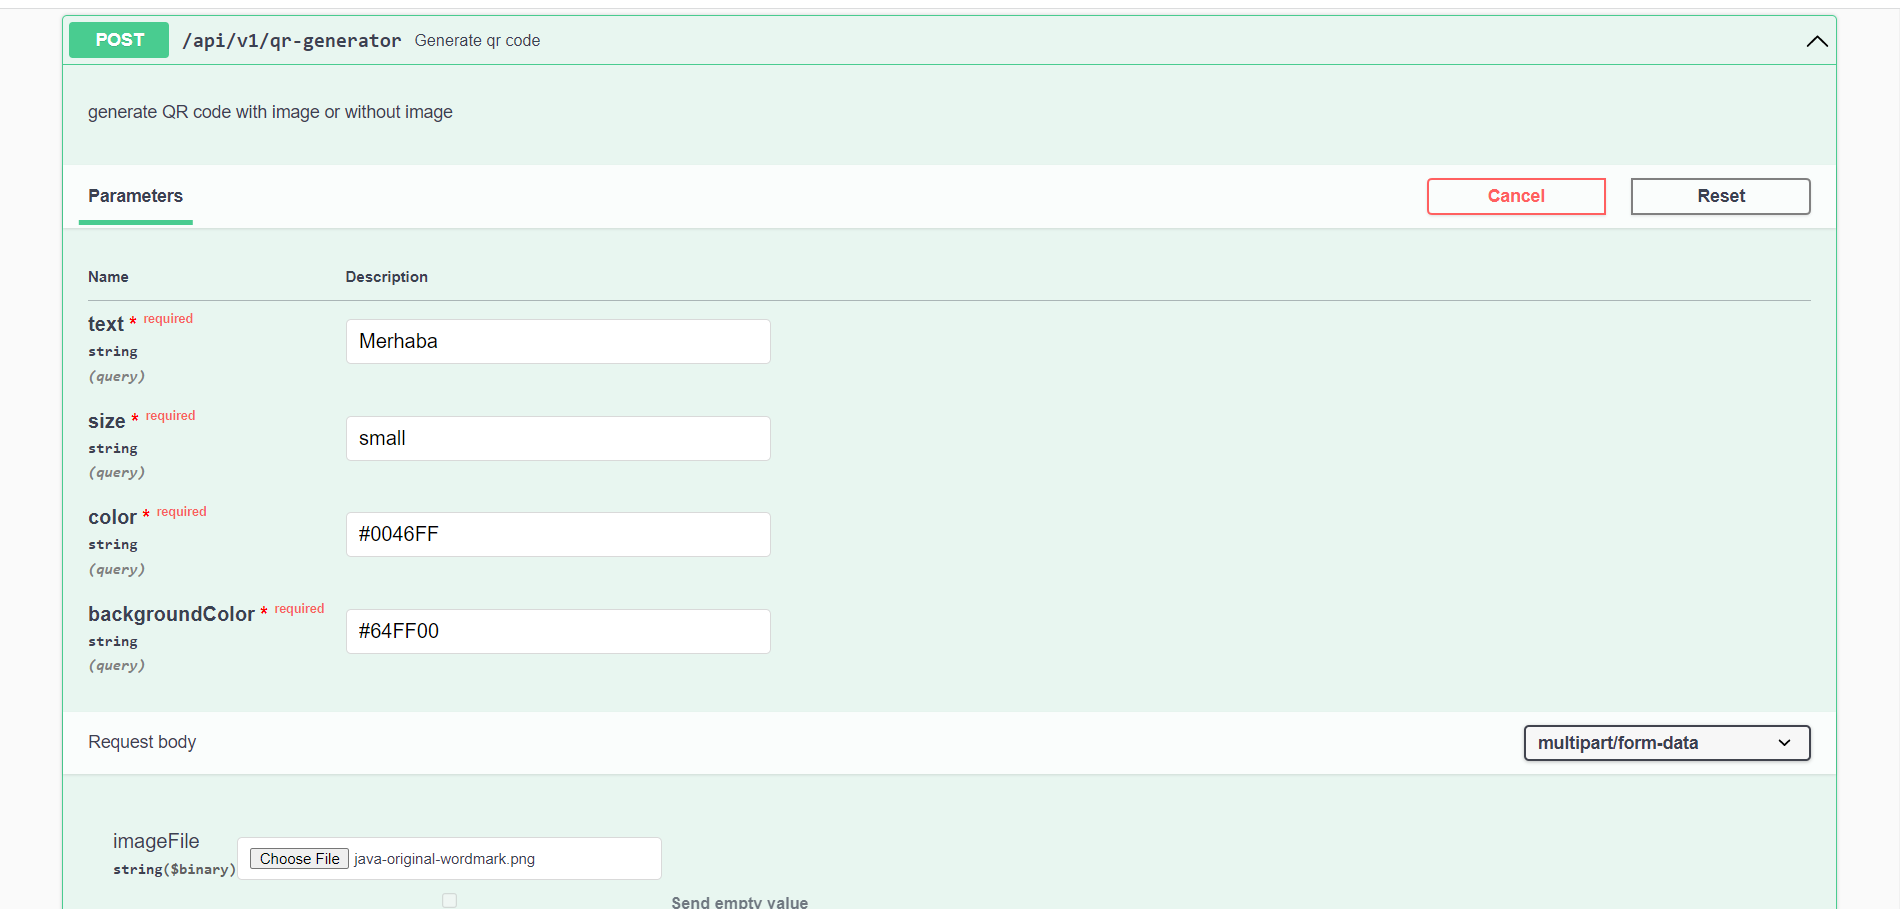 POST /api/v1/qr-generator Generate qr code
generate QR code with image or without image
Parameters Cancel Reset
Name Description
text * required
string
(query)
Merhaba
size * required
string
(query)
small
color * required
string
(query)
#0046FF
backgroundColor * required
string
(query)
#64FF00
Request body multipart/form-data
imageFile
string($binary)
Choose File java-original-wordmark.png
Send empty value